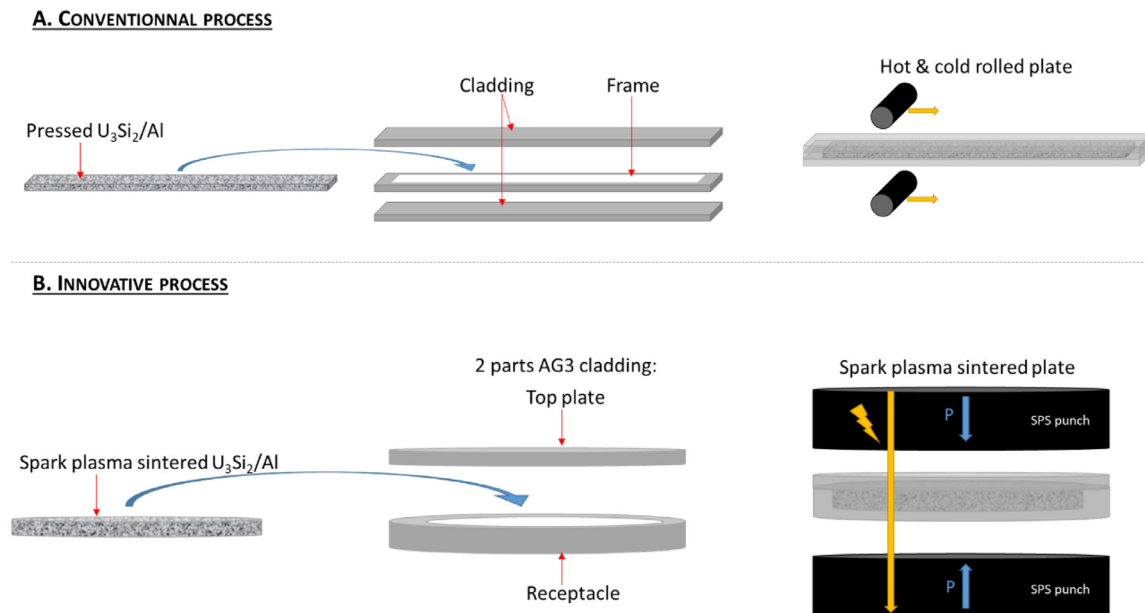 A. CONVENTIONNAL PROCESS
Hot & cold rolled plate
Cladding
Frame
Pressed U₃Si₂/Al
B. INNOVATIVE PROCESS
2 parts AG3 cladding:
Top plate
Spark plasma sintered plate
P
SPS punch
Spark plasma sintered U₃Si₂/Al
Receptacle
P
SPS punch